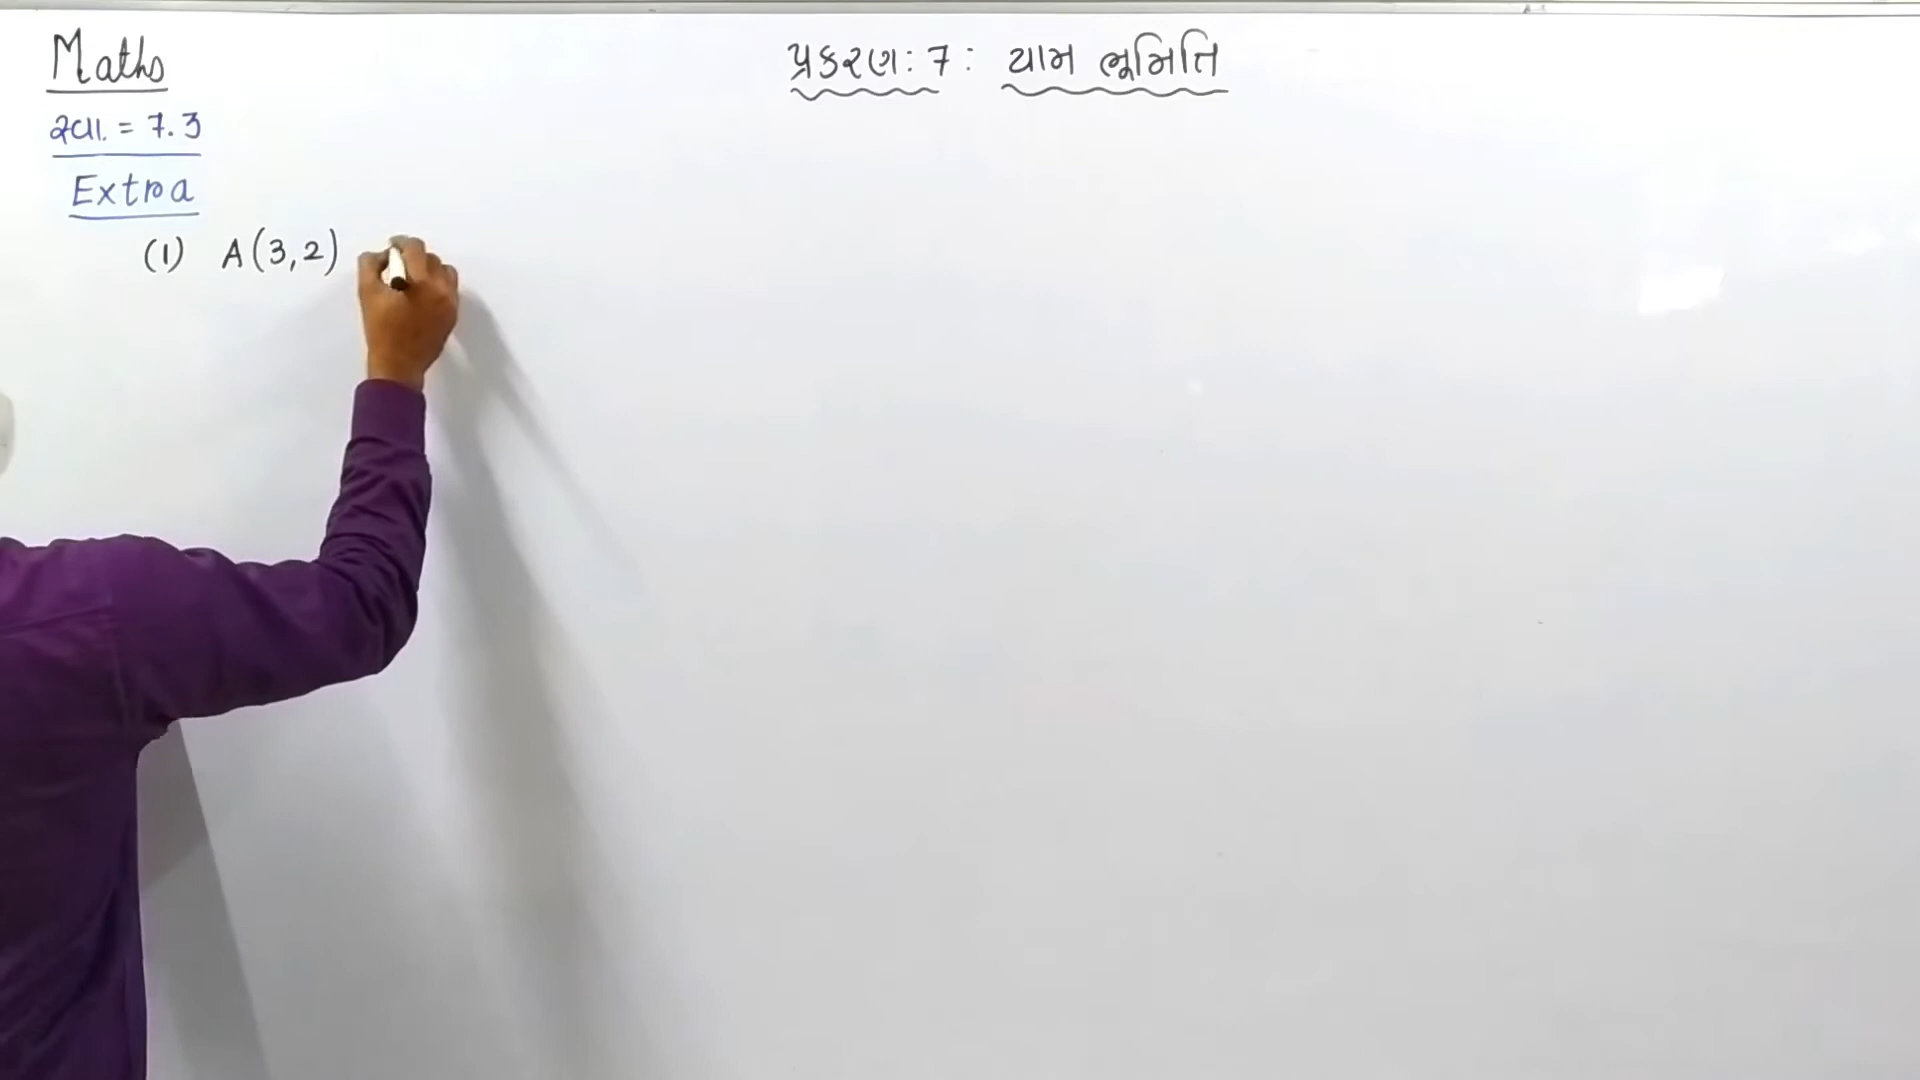 Maths
પ્રકરણ: 7: યામ ભૂમિતિ
સ્વા. = 7.3
Extra
(1) A(3,2)